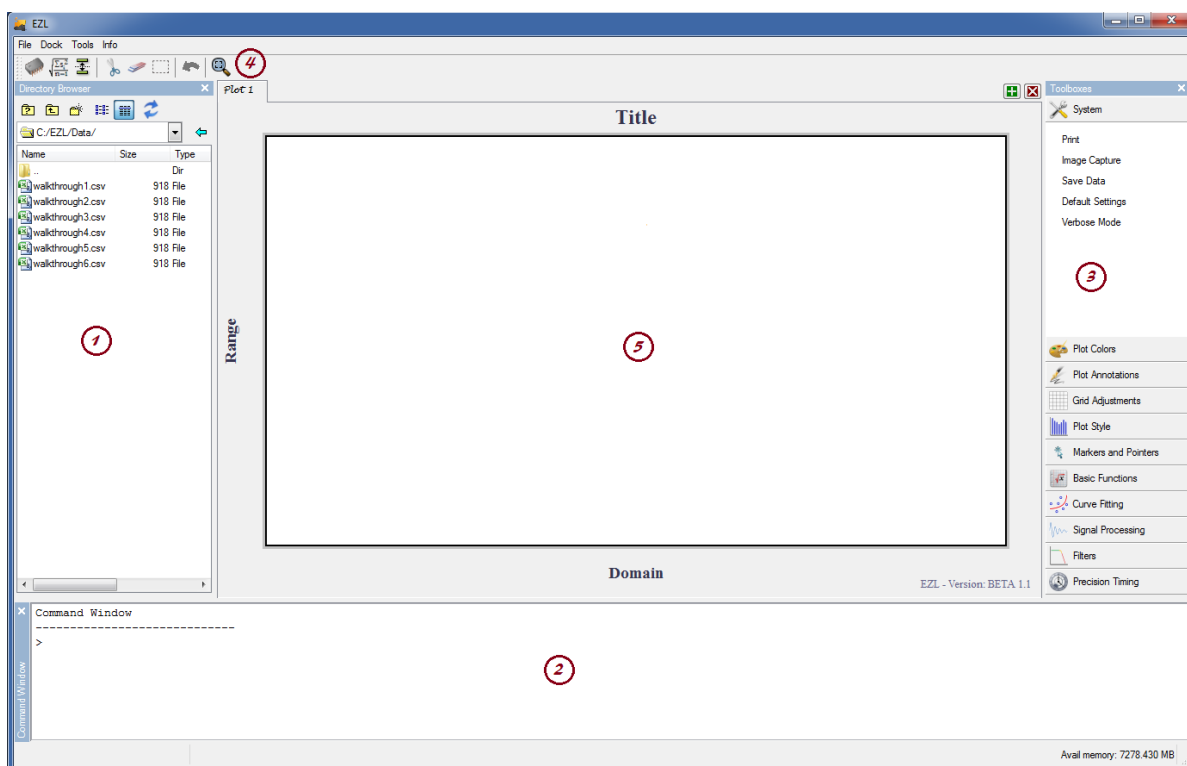 EZL
File Dock Tools Info
4
Directory Browser
Plot 1
Toolboxes
System
C:/EZL/Data/
Title
Name Size Type
.. Dir
walkthrough1.csv 918 File
walkthrough2.csv 918 File
walkthrough3.csv 918 File
walkthrough4.csv 918 File
walkthrough5.csv 918 File
walkthrough6.csv 918 File
1
Range
5
Print
Image Capture
Save Data
Default Settings
Verbose Mode
3
Plot Colors
Plot Annotations
Grid Adjustments
Plot Style
Markers and Pointers
Basic Functions
Curve Fitting
Signal Processing
Filters
Precision Timing
Domain
EZL - Version: BETA 1.1
Command Window
Command Window
------------------------------
>
2
Avail memory: 7278.430 MB